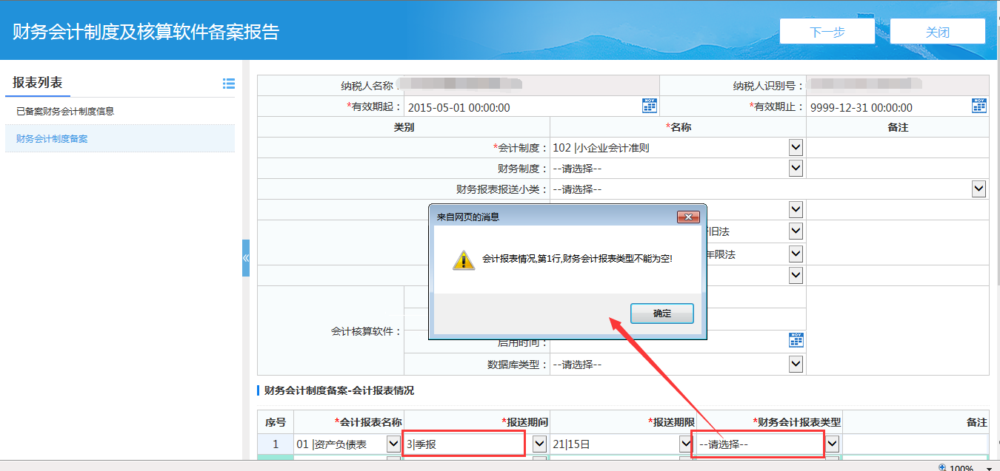 财务会计制度及核算软件备案报告
下一步
关闭
报表列表
已备案财务会计制度信息
财务会计制度备案
«
纳税人名称：
纳税人识别号：
*有效期起： 2015-05-01 00:00:00 NOV
*有效期止： 9999-12-31 00:00:00 NOV
类别 *名称 备注
*会计制度： 102 |小企业会计准则
财务制度： --请选择--
财务报表报送小类： --请选择--
来自网页的消息
旧法
会计报表情况,第1行,财务会计报表类型不能为空!
年限法
确定
会计核算软件：
启用时间： NOV
数据库类型： --请选择--
财务会计制度备案-会计报表情况
序号 *会计报表名称 *报送期间 *报送期限 *财务会计报表类型 备注
1 01 |资产负债表 3|季报 21|15日 --请选择--
100%